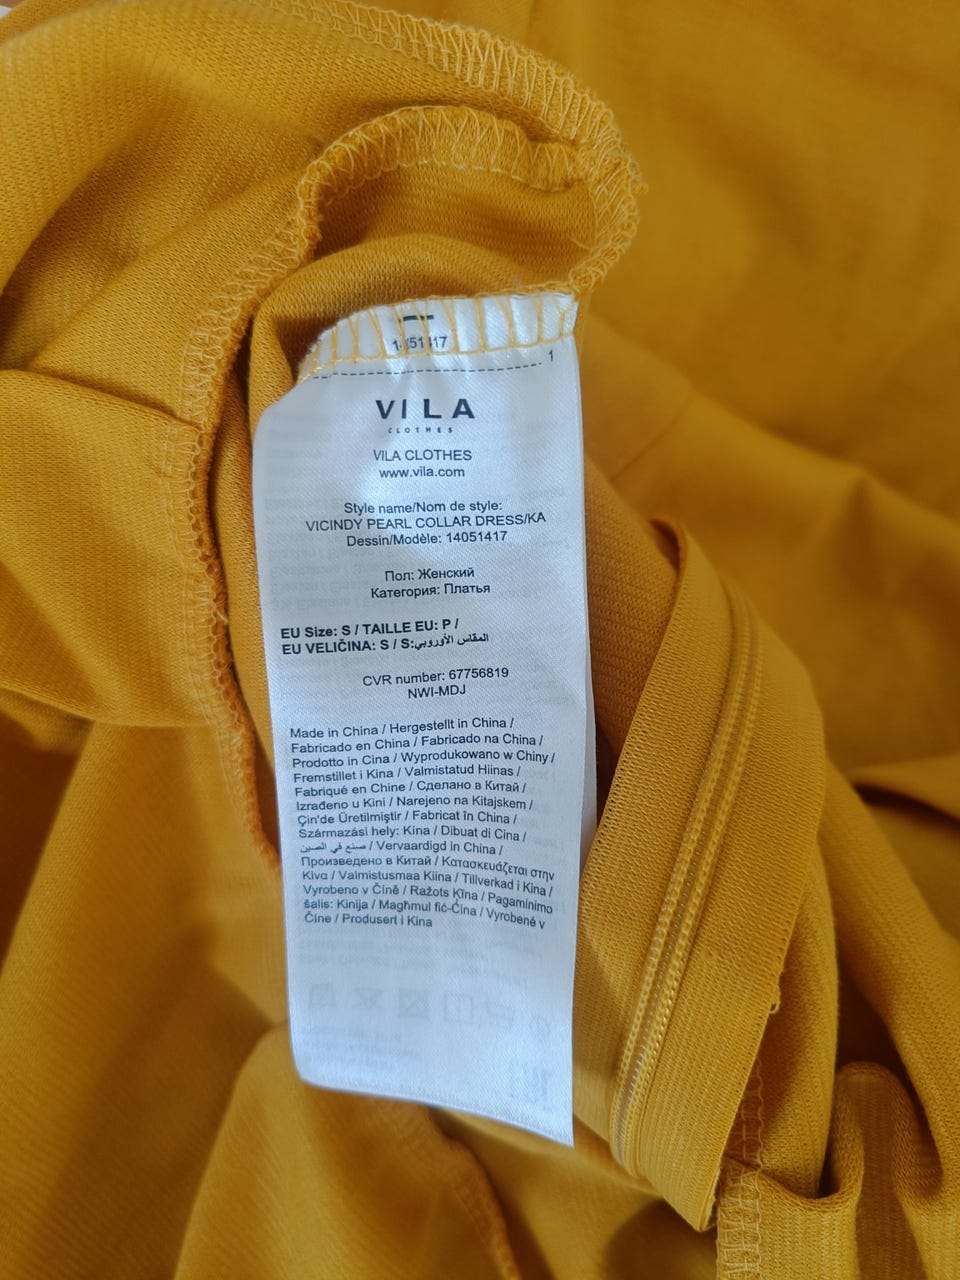 1
VILA
CLOTHES
VILA CLOTHES
www.vila.com
Style name/Nom de style:
VICINDY PEARL COLLAR DRESS/KA
Dessin/Modèle: 14051417
Пол: Женский
Категория: Платья
EU Size: S / TAILLE EU: P /
EU VELIČINA: S / S:المقاس الأوروبي
CVR number: 67756819
NWI-MDJ
Made in China / Hergestellt in China /
Fabricado en China / Fabricado na China /
Prodotto in Cina / Wyprodukowano w Chiny /
Fremstillet i Kina / Valmistatud Hiinas /
Fabriqué en Chine / Сделано в Китай /
Izrađeno u Kini / Narejeno na Kitajskem /
Çin'de Üretilmiştir / Fabricat în China /
Származási hely: Kína / Dibuat di Cina /
صنع في الصين / Vervaardigd in China /
Произведено в Китай / Κατασκευάζεται στην
Κίνα / Valmistusmaa Kiina / Tillverkad i Kina /
Vyrobeno v Číně / Ražots Ķīna / Pagaminimo
šalis: Kinija / Magħmul fiċ-Ċina / Vyrobené v
Číne / Produsert i Kina